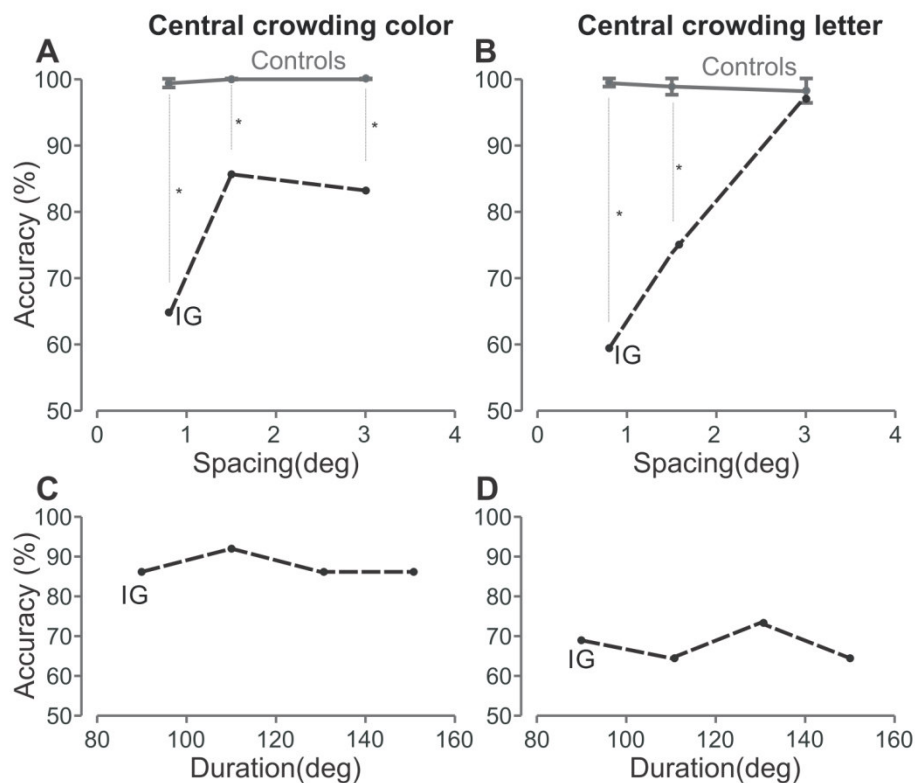 Central crowding color
Central crowding letter
A
Controls
Accuracy (%)
100
90
80
70
60
50
*
*
*
IG
0
1
2
3
4
Spacing(deg)
B
Controls
100
90
80
70
60
50
*
*
IG
0
1
2
3
4
Spacing(deg)
C
Accuracy (%)
100
90
80
70
60
50
IG
80
100
120
140
160
Duration(deg)
D
100
90
80
70
60
50
IG
80
100
120
140
160
Duration(deg)